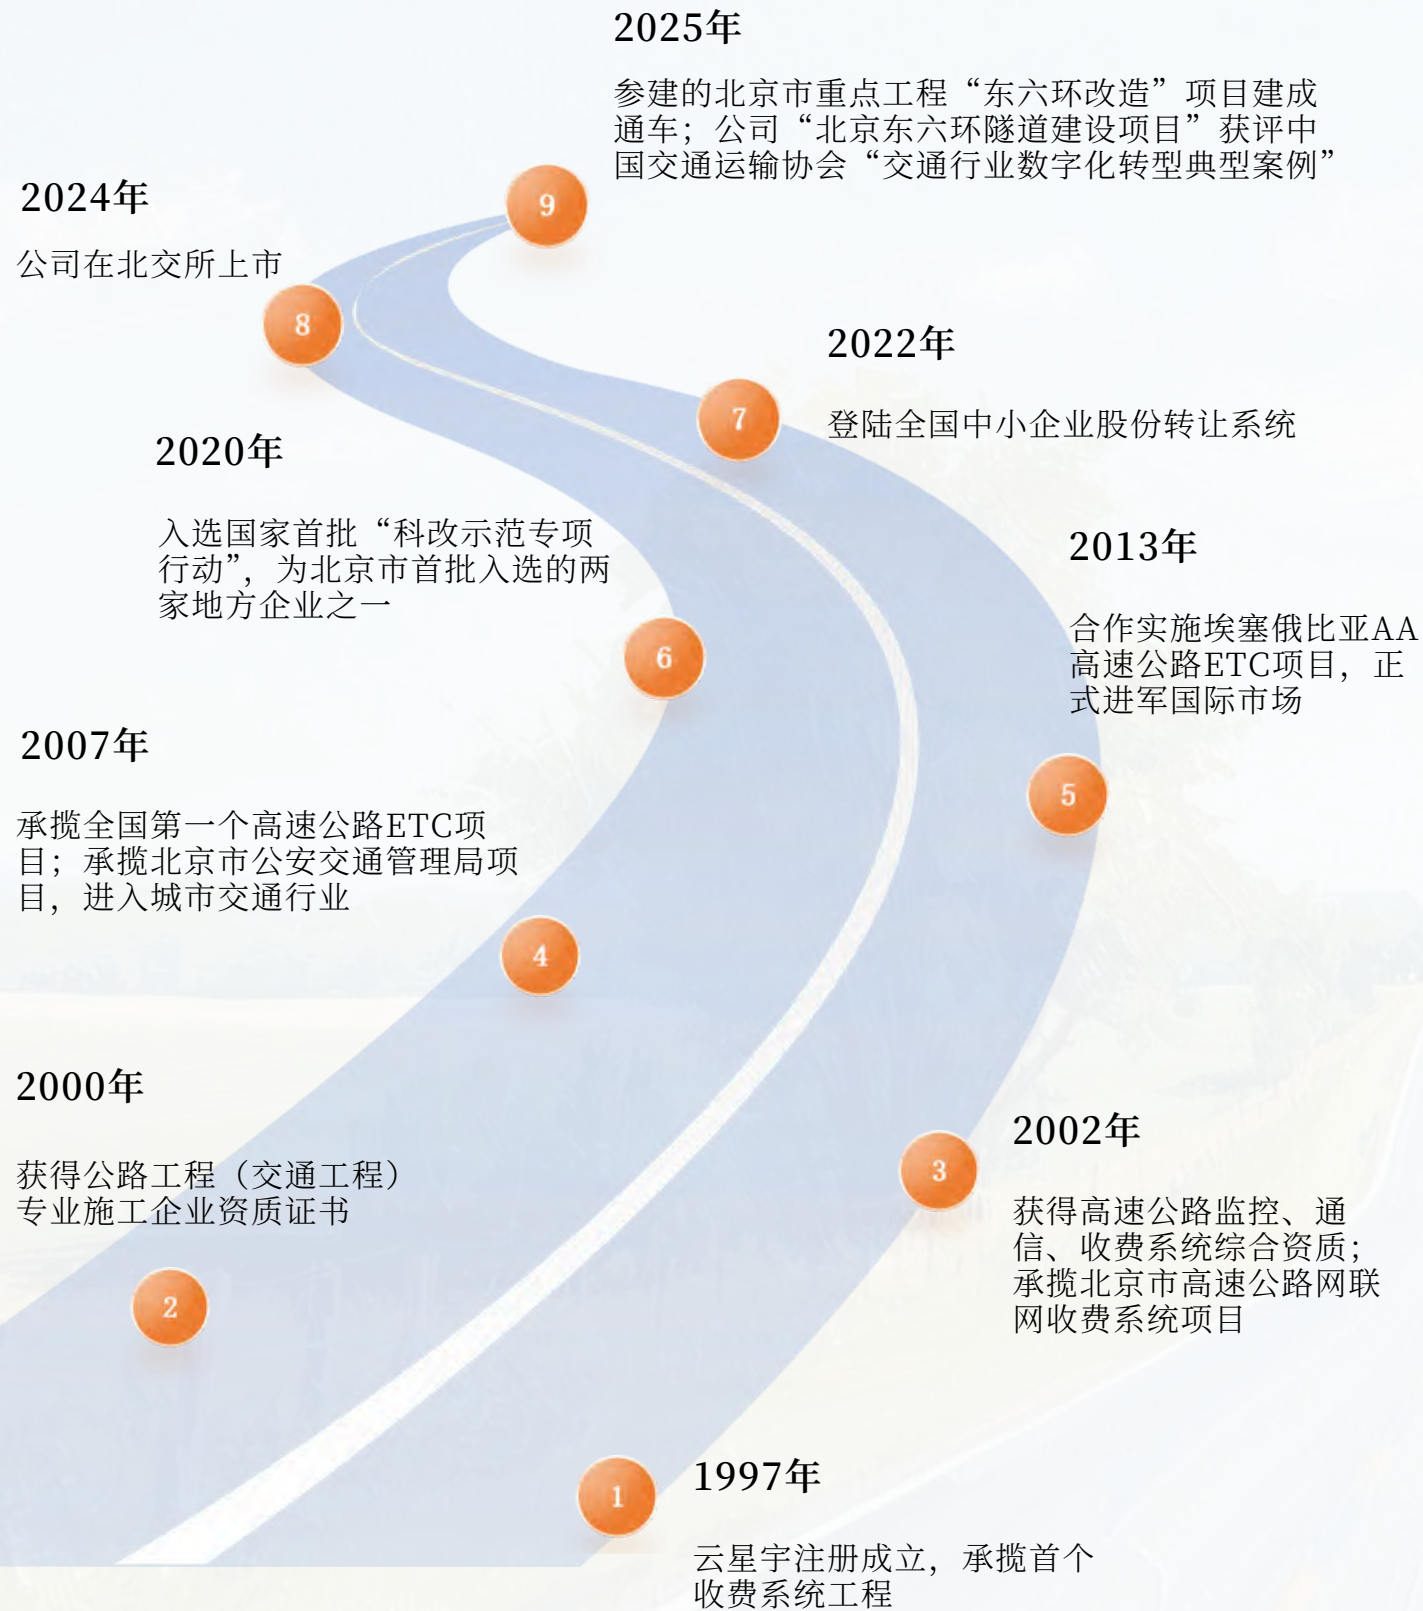 2025年
参建的北京市重点工程“东六环改造”项目建成
通车；公司“北京东六环隧道建设项目”获评中
国交通运输协会“交通行业数字化转型典型案例”
9
2024年
公司在北交所上市
8
2022年
登陆全国中小企业股份转让系统
7
2020年
入选国家首批“科改示范专项
行动”，为北京市首批入选的两
家地方企业之一
6
2013年
合作实施埃塞俄比亚AA
高速公路ETC项目，正
式进军国际市场
5
2007年
承揽全国第一个高速公路ETC项
目；承揽北京市公安交通管理局项
目，进入城市交通行业
4
2002年
获得高速公路监控、通
信、收费系统综合资质；
承揽北京市高速公路网联
网收费系统项目
3
2000年
获得公路工程（交通工程）
专业施工企业资质证书
2
1997年
云星宇注册成立，承揽首个
收费系统工程
1